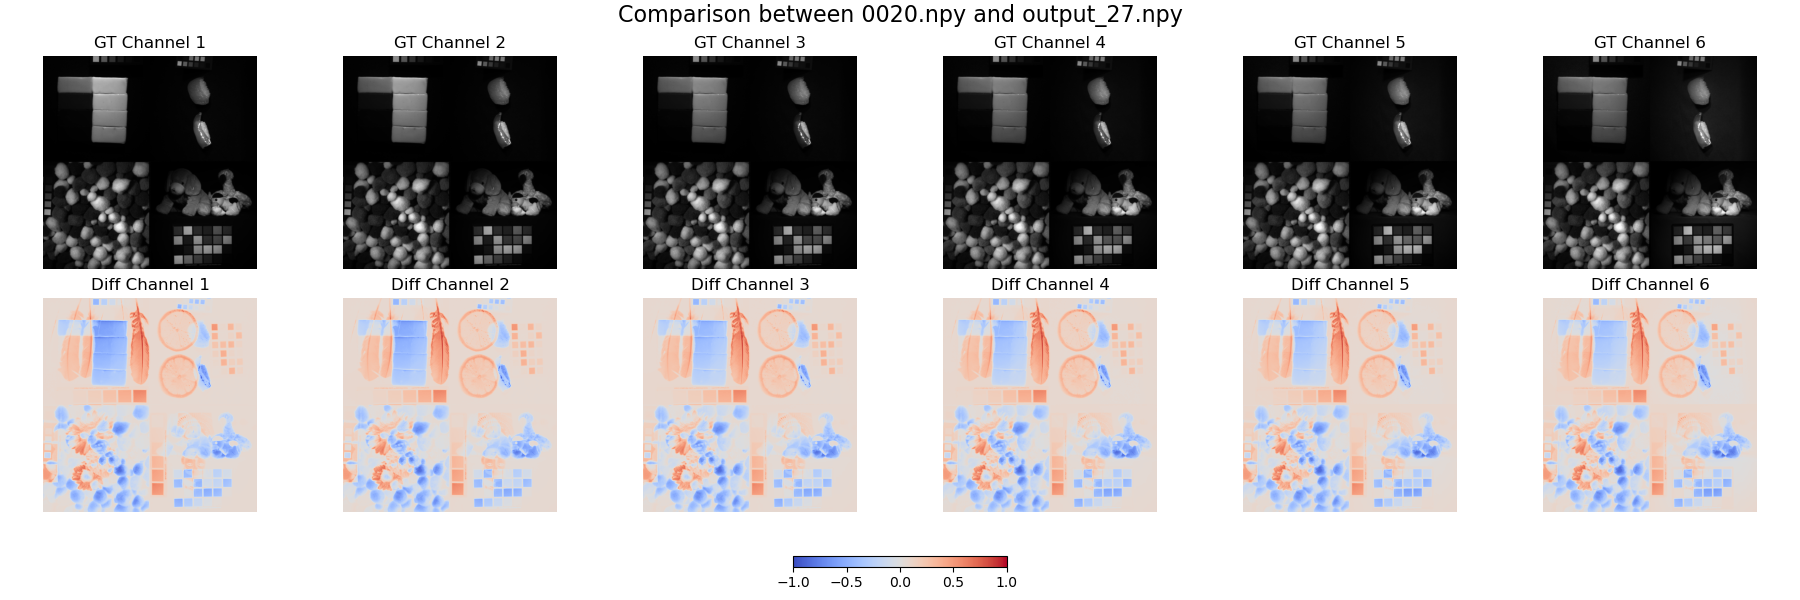 Comparison between 0020.npy and output_27.npy
GT Channel 1
GT Channel 2
GT Channel 3
GT Channel 4
GT Channel 5
GT Channel 6
Diff Channel 1
Diff Channel 2
Diff Channel 3
Diff Channel 4
Diff Channel 5
Diff Channel 6
−1.0 −0.5 0.0 0.5 1.0